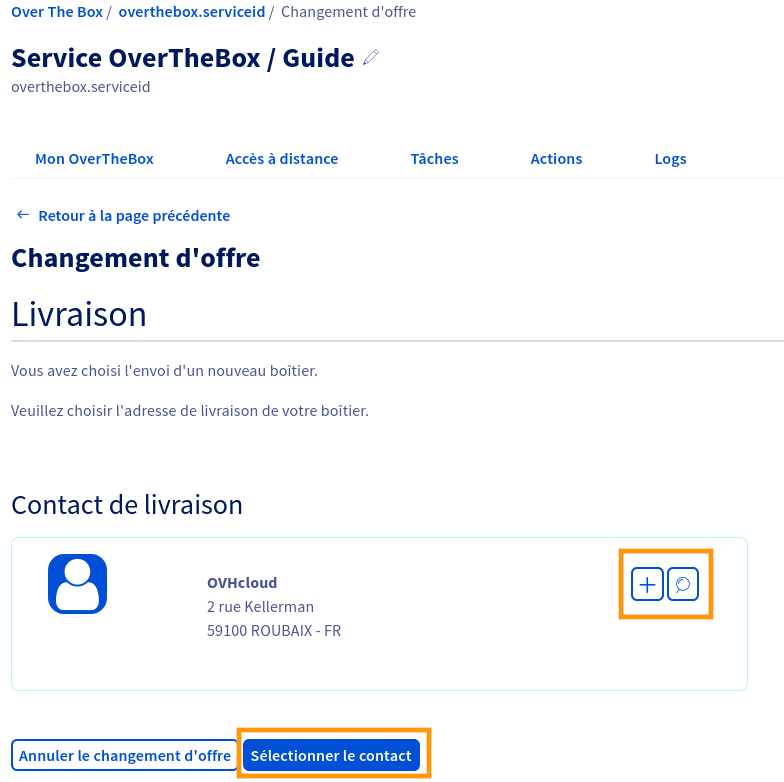 Over The Box / overthebox.serviceid / Changement d'offre
Service OverTheBox / Guide
overthebox.serviceid
Mon OverTheBox Accès à distance Tâches Actions Logs
Retour à la page précédente
Changement d'offre
Livraison
Vous avez choisi l'envoi d'un nouveau boîtier.
Veuillez choisir l'adresse de livraison de votre boîtier.
Contact de livraison
OVHcloud
2 rue Kellerman
59100 ROUBAIX - FR
Annuler le changement d'offre Sélectionner le contact